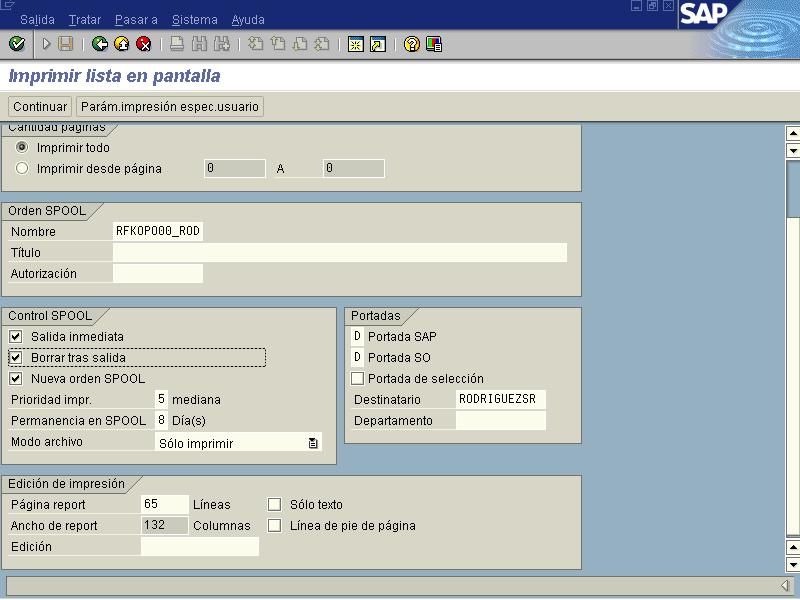 Salida Tratar Pasar a Sistema Ayuda
SAP
Imprimir lista en pantalla
Continuar Parám.impresión espec.usuario
Cantidad páginas
Imprimir todo
Imprimir desde página 0 A 0
Orden SPOOL
Nombre RFKOPO00_ROD
Título
Autorización
Control SPOOL
Salida inmediata
Borrar tras salida
Nueva orden SPOOL
Prioridad impr. 5 mediana
Permanencia en SPOOL 8 Día(s)
Modo archivo Sólo imprimir
Portadas
D Portada SAP
D Portada SO
Portada de selección
Destinatario RODRIGUEZSR
Departamento
Edición de impresión
Página report 65 Líneas Sólo texto
Ancho de report 132 Columnas Línea de pie de página
Edición